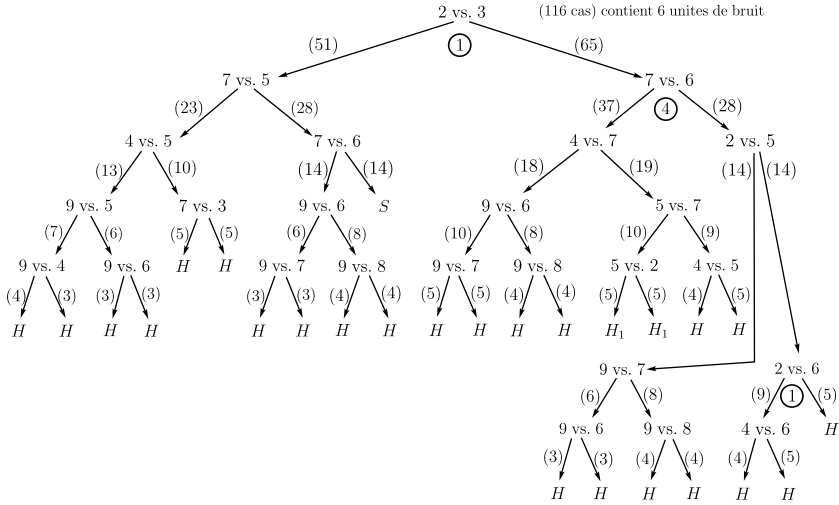 2 vs. 3 (116 cas) contient 6 unites de bruit
(51) 1 (65)
7 vs. 5 7 vs. 6
(23) (28) (37) 4 (28)
4 vs. 5 7 vs. 6 4 vs. 7 2 vs. 5
(13) (10) (14) (14) (18) (19) (14) (14)
9 vs. 5 7 vs. 3 9 vs. 6 S 9 vs. 6 5 vs. 7
(7) (6) (5) (5) (6) (8) (10) (8) (10) (9)
9 vs. 4 9 vs. 6 H H 9 vs. 7 9 vs. 8 9 vs. 7 9 vs. 8 5 vs. 2 4 vs. 5
(4) (3) (3) (3) (3) (3) (4) (4) (5) (5) (4) (4) (5) (5) (4) (5)
H H H H H H H H H H H H H₁ H₁ H H
9 vs. 7 2 vs. 6
(6) (8) (9) 1 (5)
9 vs. 6 9 vs. 8 4 vs. 6 H
(3) (3) (4) (4) (4) (5)
H H H H H H